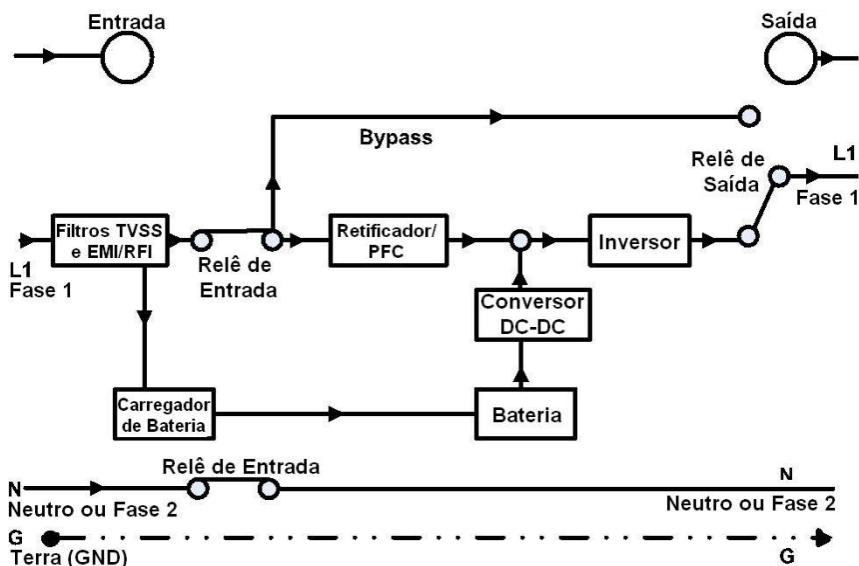 Entrada
Saída
Bypass
L1
Relê de
Saída
Fase 1
Filtros TVSS
e EMI/RFI
Relê de
Entrada
Retificador/
PFC
Inversor
L1
Fase 1
Conversor
DC-DC
Carregador
de Bateria
Bateria
Relê de Entrada
N
N
Neutro ou Fase 2
Neutro ou Fase 2
G
Terra (GND)
G